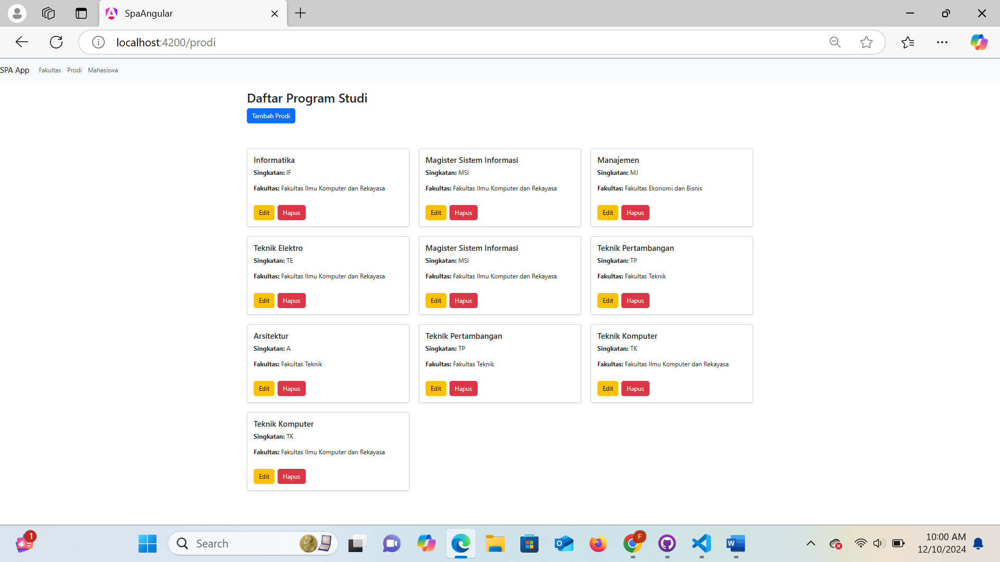 SpaAngular
localhost:4200/prodi
SPA App Fakultas Prodi Mahasiswa
Daftar Program Studi
Tambah Prodi
Informatika
Singkatan: IF
Fakultas: Fakultas Ilmu Komputer dan Rekayasa
Edit Hapus
Magister Sistem Informasi
Singkatan: MSI
Fakultas: Fakultas Ilmu Komputer dan Rekayasa
Edit Hapus
Manajemen
Singkatan: MJ
Fakultas: Fakultas Ekonomi dan Bisnis
Edit Hapus
Teknik Elektro
Singkatan: TE
Fakultas: Fakultas Ilmu Komputer dan Rekayasa
Edit Hapus
Magister Sistem Informasi
Singkatan: MSI
Fakultas: Fakultas Ilmu Komputer dan Rekayasa
Edit Hapus
Teknik Pertambangan
Singkatan: TP
Fakultas: Fakultas Teknik
Edit Hapus
Arsitektur
Singkatan: A
Fakultas: Fakultas Teknik
Edit Hapus
Teknik Pertambangan
Singkatan: TP
Fakultas: Fakultas Teknik
Edit Hapus
Teknik Komputer
Singkatan: TK
Fakultas: Fakultas Ilmu Komputer dan Rekayasa
Edit Hapus
Teknik Komputer
Singkatan: TK
Fakultas: Fakultas Ilmu Komputer dan Rekayasa
Edit Hapus
1
Search
F
10:00 AM
12/10/2024